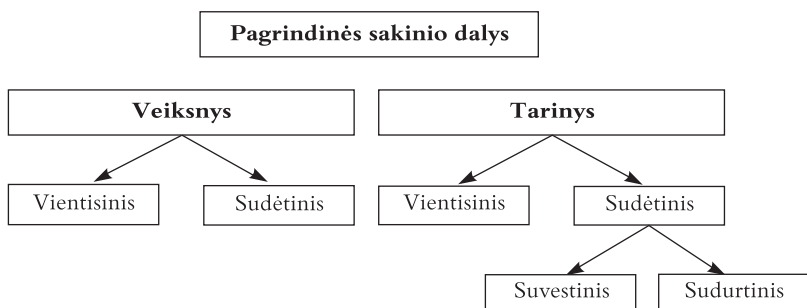 Pagrindinės sakinio dalys
Veiksnys
Tarinys
Vientisinis
Sudėtinis
Vientisinis
Sudėtinis
Suvestinis
Sudurtinis